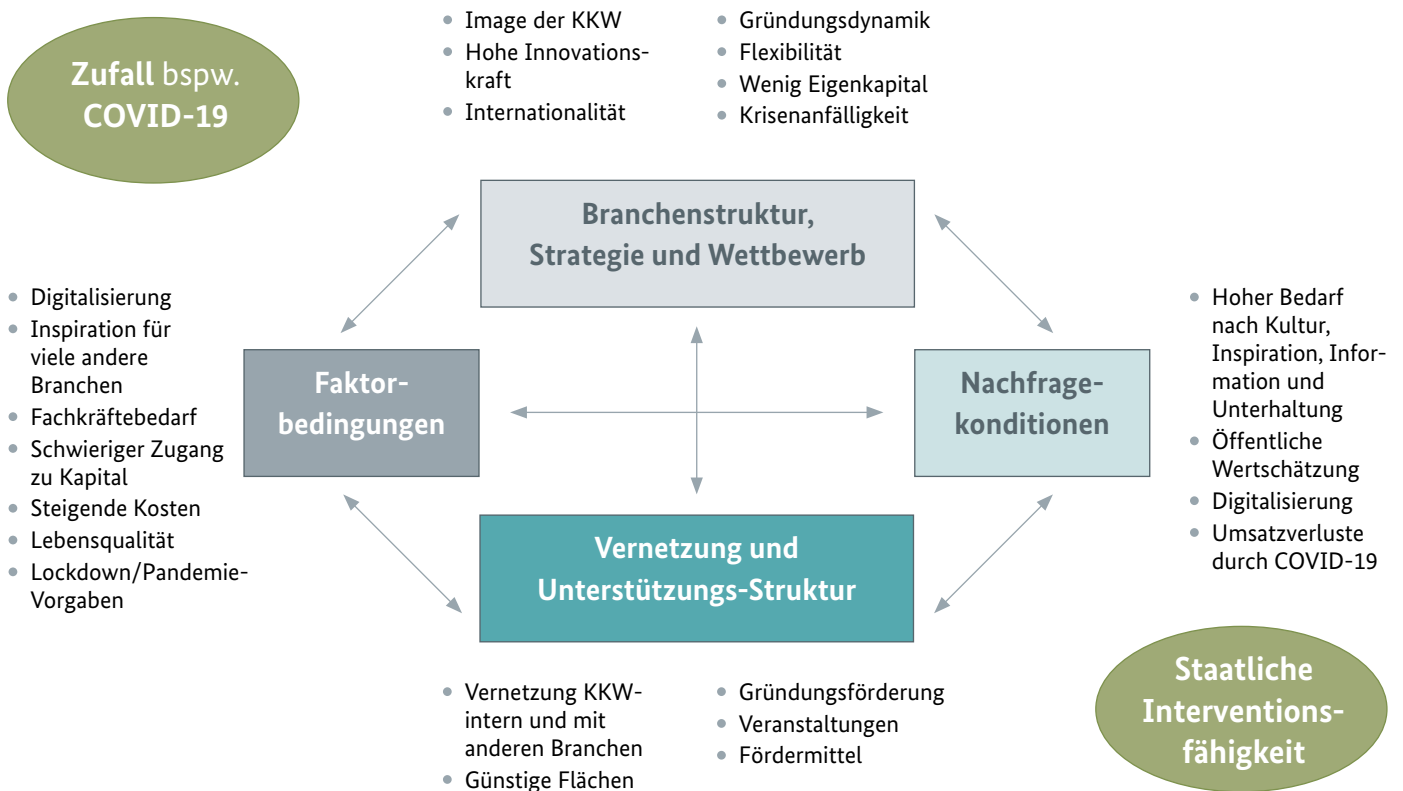 Zufall bspw.
COVID-19
• Image der KKW
• Hohe Innovations-
kraft
• Internationalität
• Gründungsdynamik
• Flexibilität
• Wenig Eigenkapital
• Krisenanfälligkeit
Branchenstruktur,
Strategie und Wettbewerb
• Digitalisierung
• Inspiration für
viele andere
Branchen
• Fachkräftebedarf
• Schwieriger Zugang
zu Kapital
• Steigende Kosten
• Lebensqualität
• Lockdown/Pandemie-
Vorgaben
Faktor-
bedingungen
Nachfrage-
konditionen
• Hoher Bedarf
nach Kultur,
Inspiration, Infor-
mation und
Unterhaltung
• Öffentliche
Wertschätzung
• Digitalisierung
• Umsatzverluste
durch COVID-19
Vernetzung und
Unterstützungs-Struktur
• Vernetzung KKW-
intern und mit
anderen Branchen
• Günstige Flächen
• Gründungsförderung
• Veranstaltungen
• Fördermittel
Staatliche
Interventions-
fähigkeit